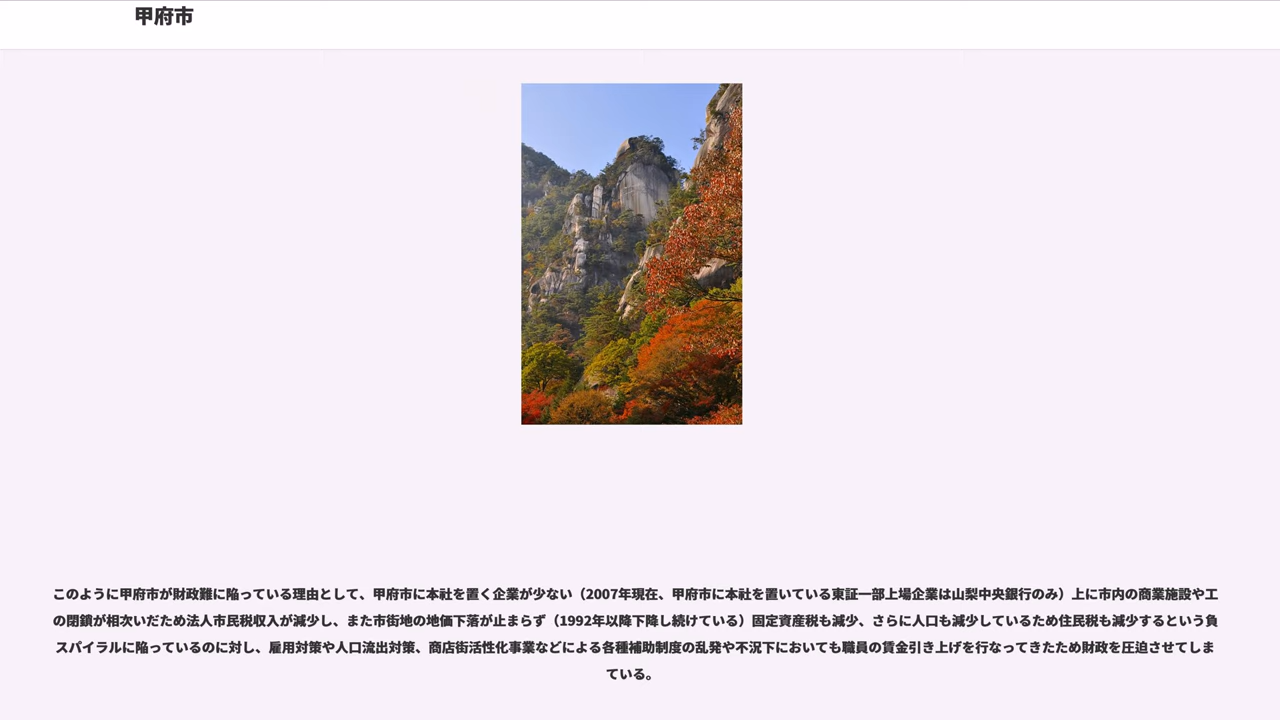 甲府市
このように甲府市が財政難に陥っている理由として、甲府市に本社を置く企業が少ない（2007年現在、甲府市に本社を置いている東証一部上場企業は山梨中央銀行のみ）上に市内の商業施設や工
の閉鎖が相次いだため法人市民税収入が減少し、また市街地の地価下落が止まらず（1992年以降下降し続けている）固定資産税も減少、さらに人口も減少しているため住民税も減少するという負
スパイラルに陥っているのに対し、雇用対策や人口流出対策、商店街活性化事業などによる各種補助制度の乱発や不況下においても職員の賃金引き上げを行なってきたため財政を圧迫させてしま
ている。